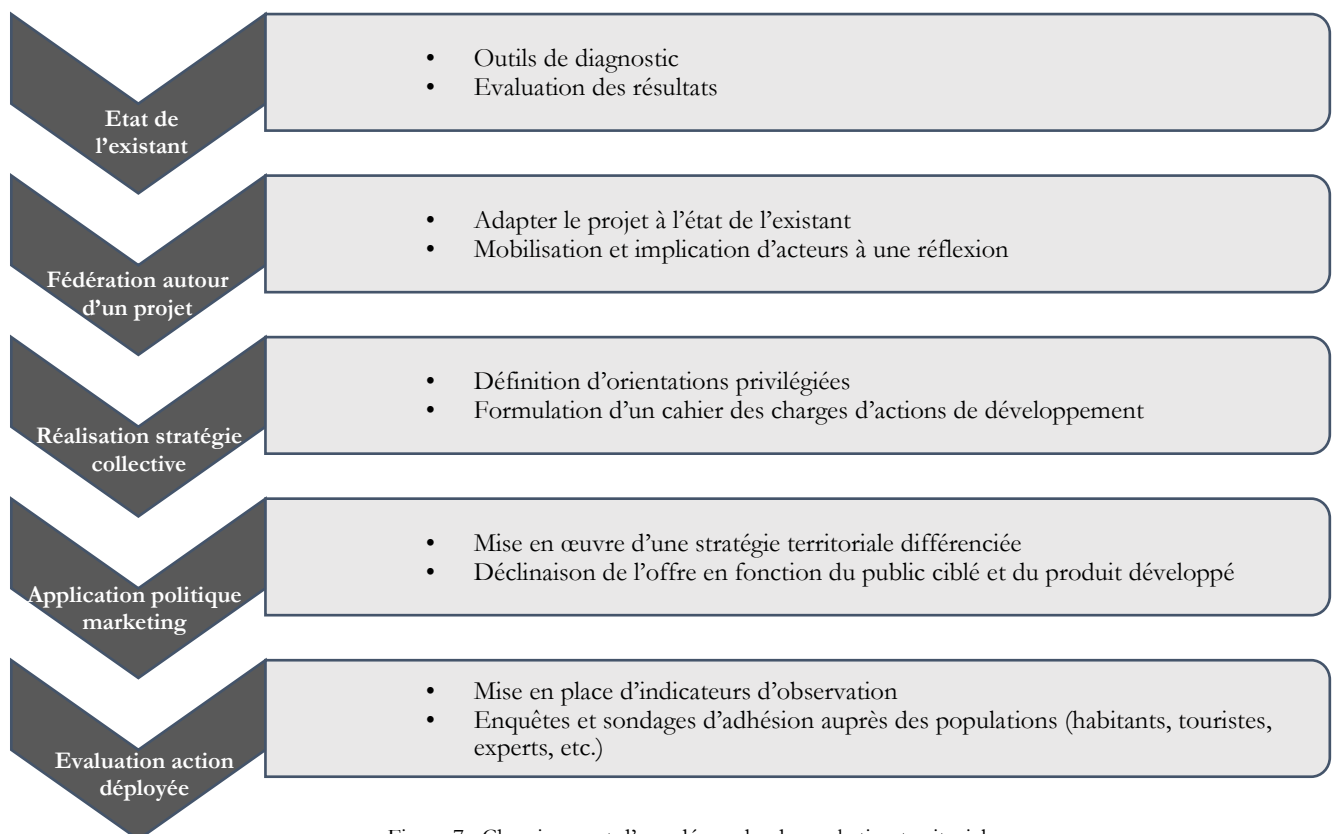 Etat de
l’existant
• Outils de diagnostic
• Evaluation des résultats
Fédération autour
d’un projet
• Adapter le projet à l’état de l’existant
• Mobilisation et implication d’acteurs à une réflexion
Réalisation stratégie
collective
• Définition d’orientations privilégiées
• Formulation d’un cahier des charges d’actions de développement
Application politique
marketing
• Mise en œuvre d’une stratégie territoriale différenciée
• Déclinaison de l’offre en fonction du public ciblé et du produit développé
Evaluation action
déployée
• Mise en place d’indicateurs d’observation
• Enquêtes et sondages d’adhésion auprès des populations (habitants, touristes,
experts, etc.)